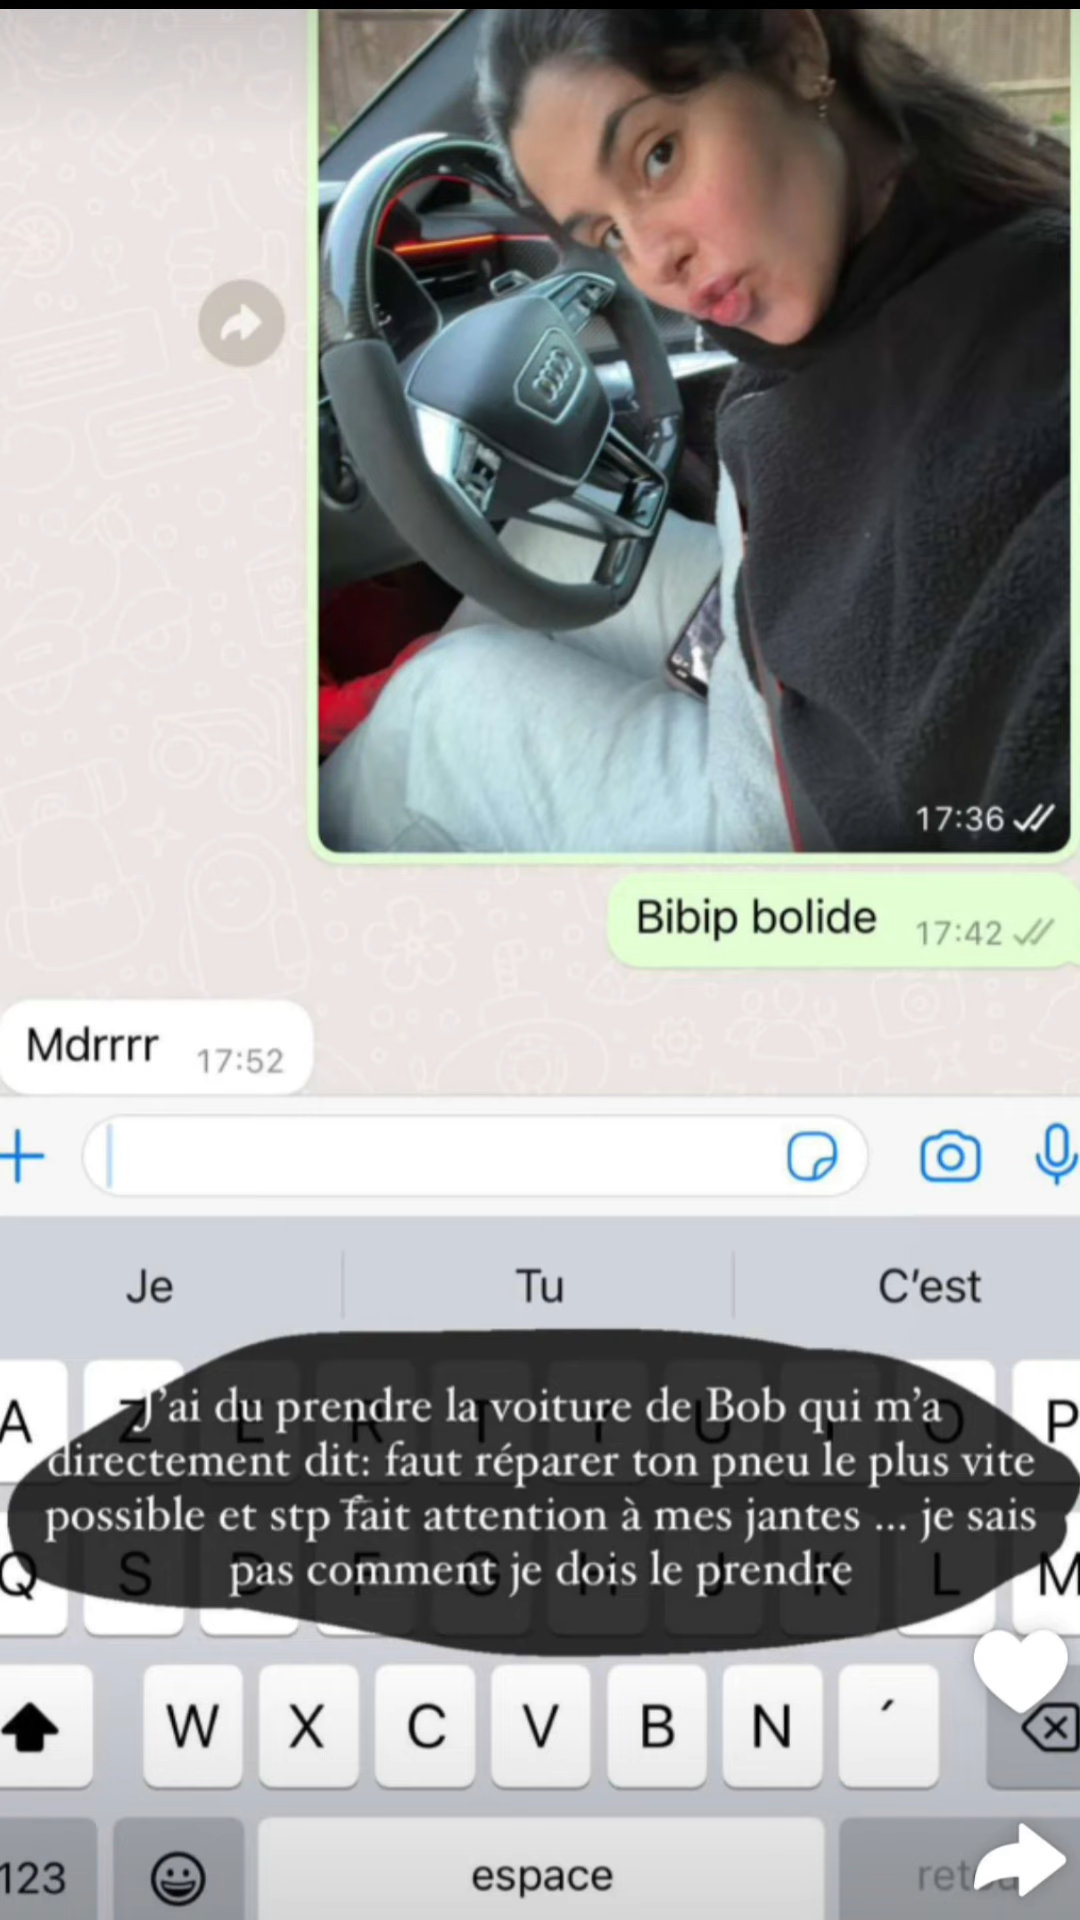 17:36
Bibip bolide 17:42
Mdrrrr 17:52
Je Tu C'est
J'ai du prendre la voiture de Bob qui m'a
directement dit: faut réparer ton pneu le plus vite
possible et stp fait attention à mes jantes ... je sais
pas comment je dois le prendre
A Z E R T Y U I O P
Q S D F G H J K L M
W X C V B N ´
123 espace